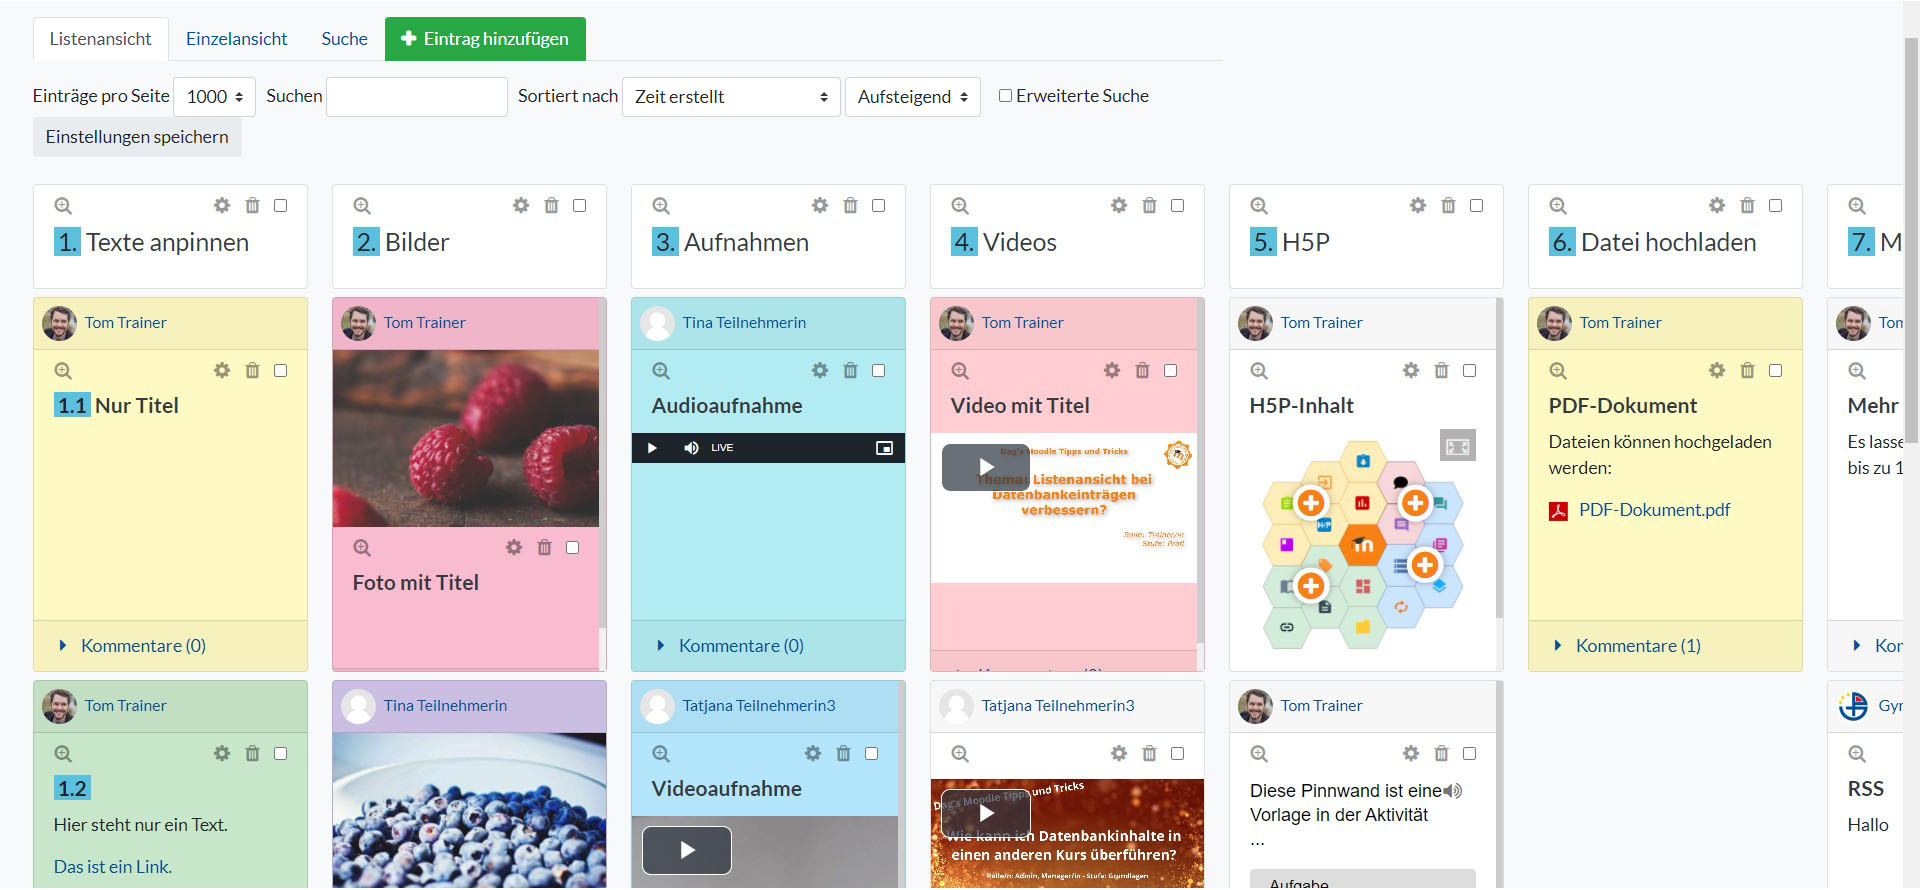 Listenansicht Einzelansicht Suche Eintrag hinzufügen
Einträge pro Seite 1000 Suchen Sortiert nach Zeit erstellt Aufsteigend Erweiterte Suche
Einstellungen speichern
1. Texte anpinnen
2. Bilder
3. Aufnahmen
4. Videos
5. H5P
6. Datei hochladen
7. M
Tom Trainer
1.1 Nur Titel
Kommentare (0)
Tom Trainer
Foto mit Titel
Tina Teilnehmerin
Audioaufnahme
LIVE
Kommentare (0)
Tom Trainer
Video mit Titel
Dag's Moodle Tipps und Tricks
Thema: Listenansicht bei
Datenbankeinträgen
verbessern?
Rolle: Trainer/in
Stufe: Profi
Tom Trainer
H5P-Inhalt
H5P
m
Tom Trainer
PDF-Dokument
Dateien können hochgeladen
werden:
PDF-Dokument.pdf
Kommentare (1)
Tom
Mehr
Es lasse
bis zu 1
Kor
Tom Trainer
1.2
Hier steht nur ein Text.
Das ist ein Link.
Tina Teilnehmerin
Tatjana Teilnehmerin3
Videoaufnahme
Tatjana Teilnehmerin3
Dag's Moodle Tipps und Tricks
Wie kann ich Datenbankinhalte in
einen anderen Kurs überführen?
Rolle/n: Admin, Manager/in - Stufe: Grundlagen
Tom Trainer
Diese Pinnwand ist eine
Vorlage in der Aktivität
...
Aufgabe
Gyr
RSS
Hallo